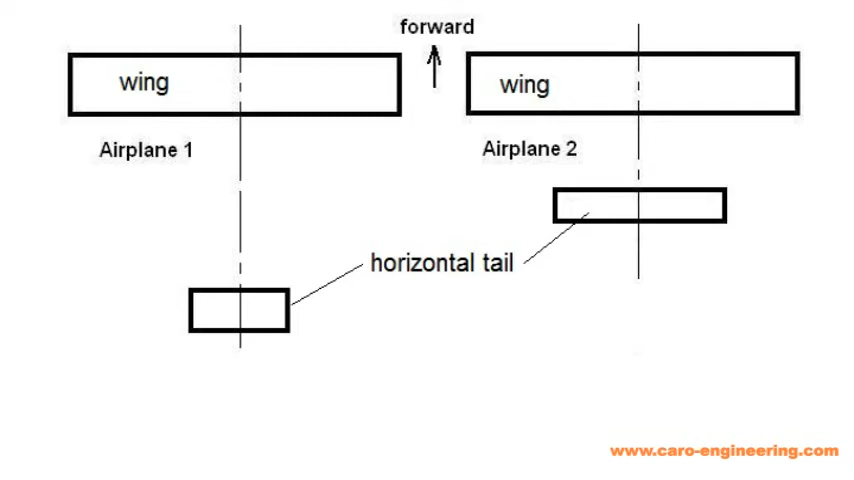 forward
wing
wing
Airplane 1
Airplane 2
horizontal tail
www.caro-engineering.com